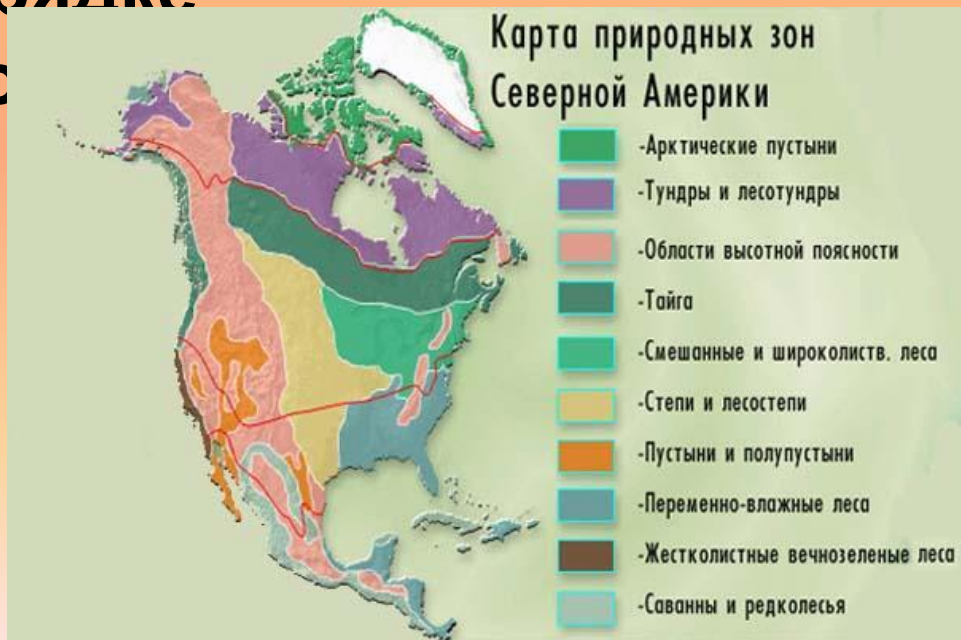 Карта природных зон
Северной Америки
-Арктические пустыни
-Тундры и лесотундры
-Области высотной поясности
-Тайга
-Смешанные и широколиств. леса
-Степи и лесостепи
-Пустыни и полупустыни
-Переменно-влажные леса
-Жестколистные вечнозеленые леса
-Саванны и редколесья